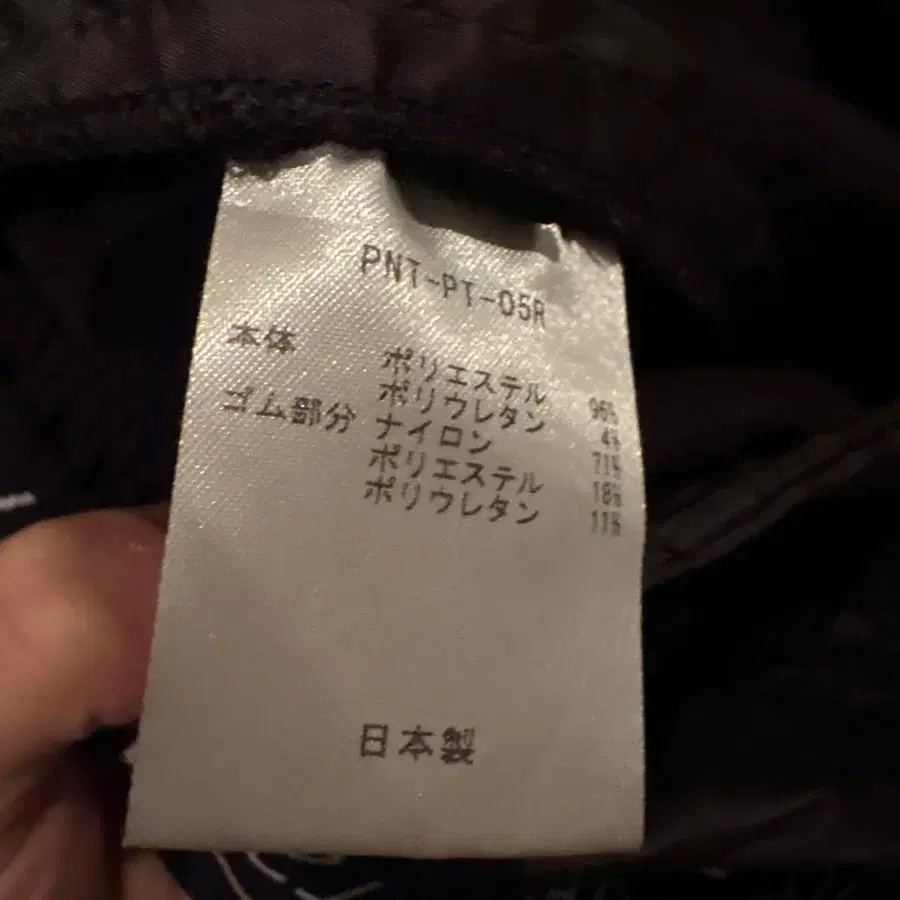 PNT-PT-05R
本体 ポリエステル 96%
ポリウレタン 4%
ゴム部分 ナイロン 71%
ポリエステル 18%
ポリウレタン 11%
日本製